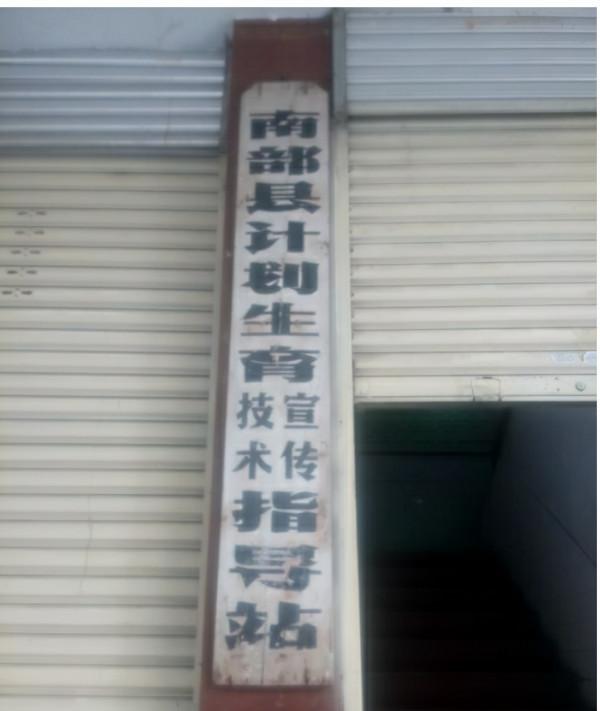 南部县计划生育
宣传
技术
指导站